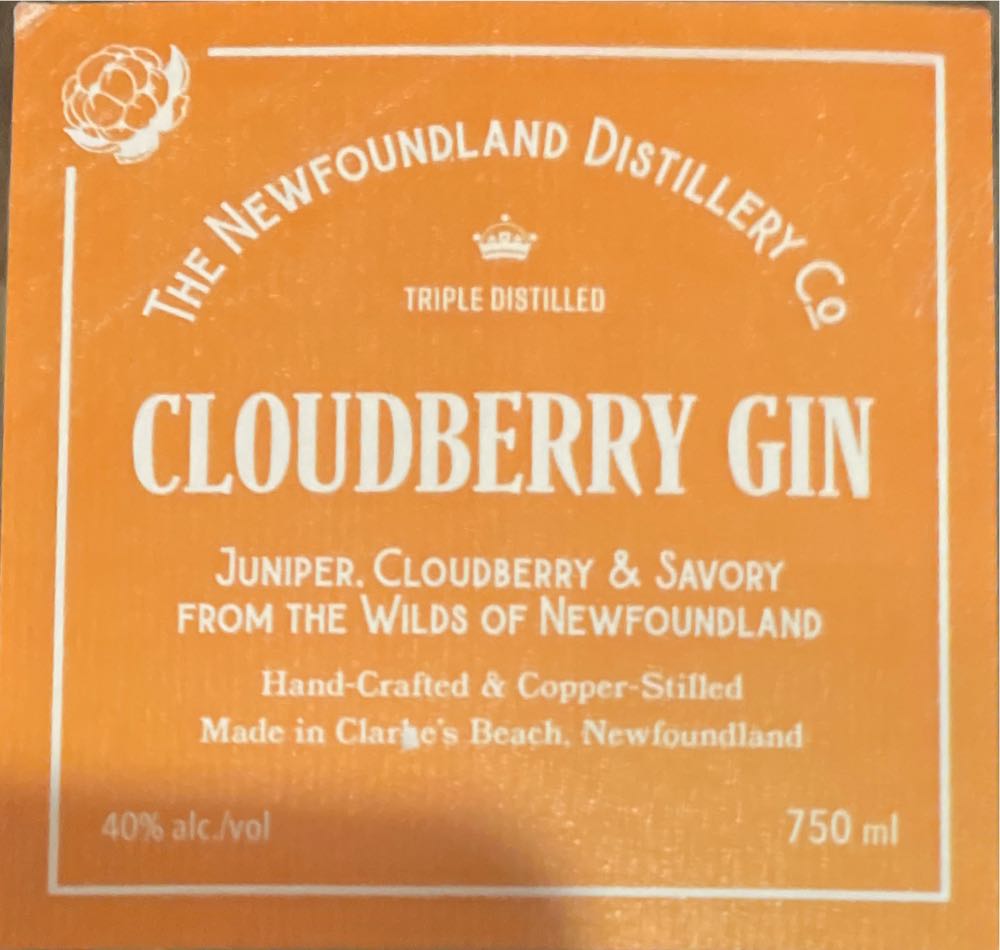 THE NEWFOUNDLAND DISTILLERY CO
TRIPLE DISTILLED
CLOUDBERRY GIN
JUNIPER, CLOUDBERRY & SAVORY
FROM THE WILDS OF NEWFOUNDLAND
Hand-Crafted & Copper-Stilled
Made in Clarke's Beach, Newfoundland
40% alc./vol
750 ml